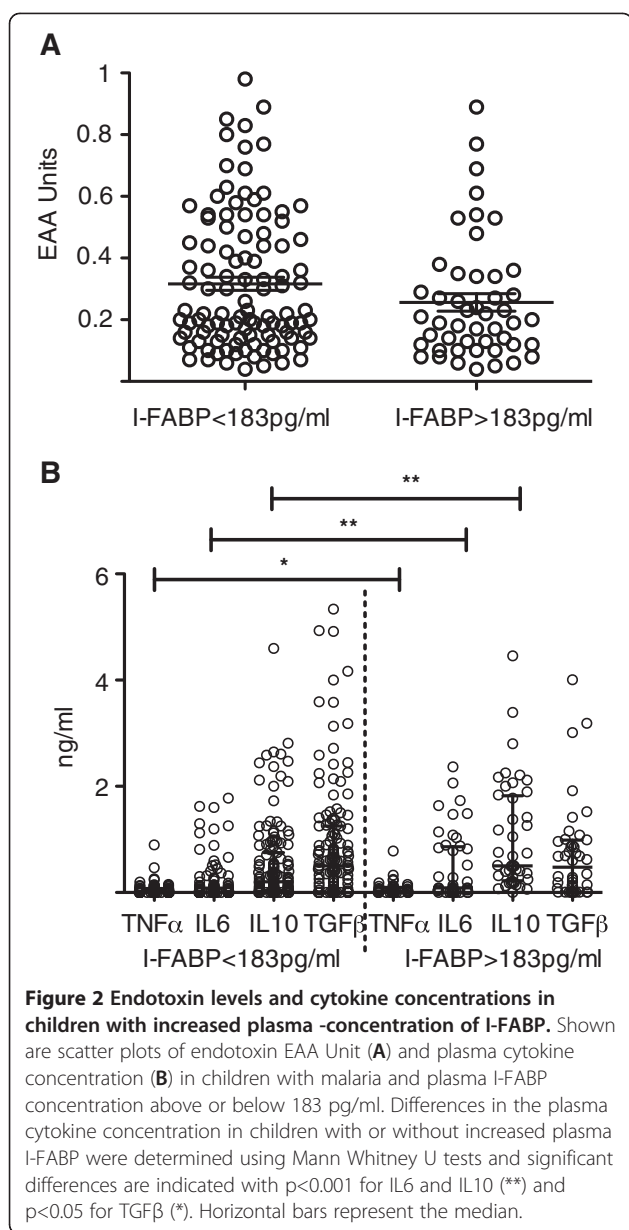 A
1
0.8
0.6
0.4
0.2
EAA Units
I-FABP<183pg/ml
I-FABP>183pg/ml
B
**
**
*
6
4
2
ng/ml
TNFα IL6 IL10 TGFβ TNFα IL6 IL10 TGFβ
I-FABP<183pg/ml
I-FABP>183pg/ml
Figure 2 Endotoxin levels and cytokine concentrations in
children with increased plasma -concentration of I-FABP. Shown
are scatter plots of endotoxin EAA Unit (A) and plasma cytokine
concentration (B) in children with malaria and plasma I-FABP
concentration above or below 183 pg/ml. Differences in the plasma
cytokine concentration in children with or without increased plasma
I-FABP were determined using Mann Whitney U tests and significant
differences are indicated with p<0.001 for IL6 and IL10 (**) and
p<0.05 for TGFβ (*). Horizontal bars represent the median.